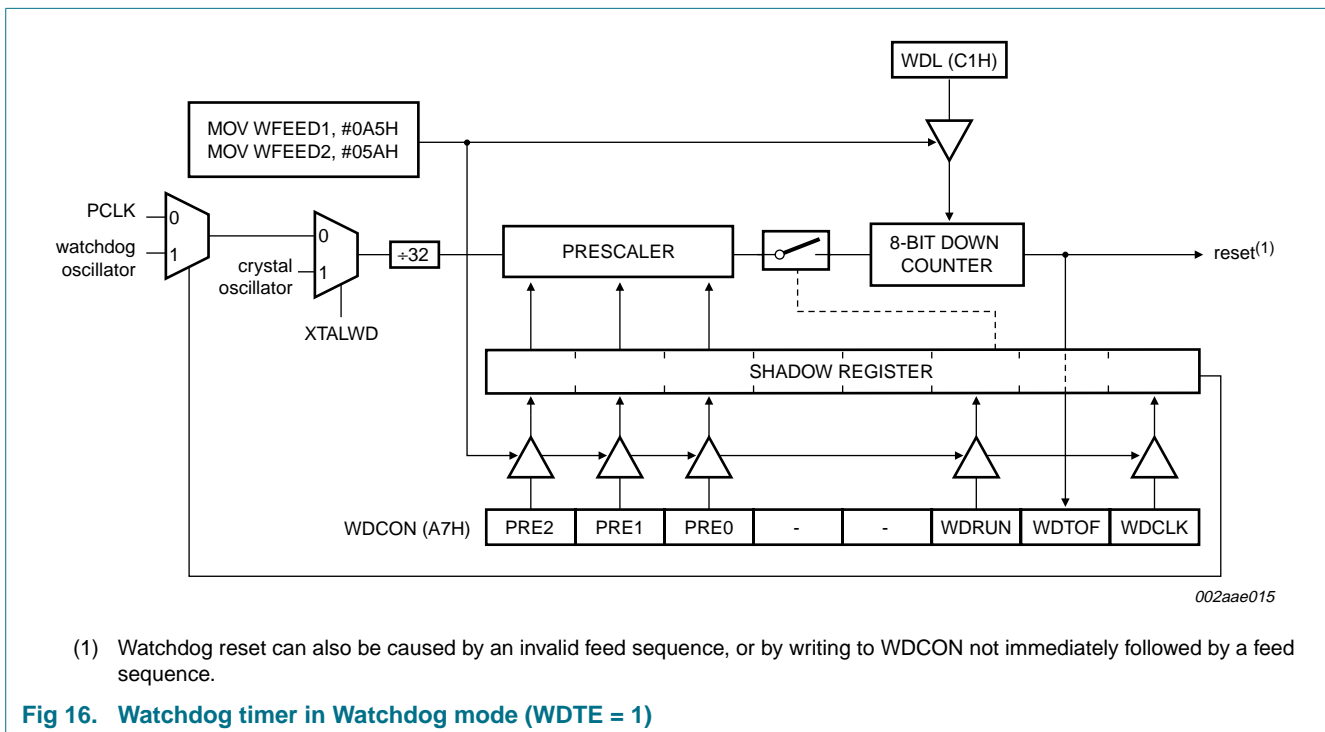 WDL (C1H)
MOV WFEED1, #0A5H
MOV WFEED2, #05AH
PCLK
0
watchdog
oscillator
1
0
crystal
oscillator
1
XTALWD
÷32
PRESCALER
8-BIT DOWN
COUNTER
reset(1)
SHADOW REGISTER
WDCON (A7H)
PRE2
PRE1
PRE0
-
-
WDRUN
WDTOF
WDCLK
002aae015
(1) Watchdog reset can also be caused by an invalid feed sequence, or by writing to WDCON not immediately followed by a feed
sequence.
Fig 16. Watchdog timer in Watchdog mode (WDTE = 1)